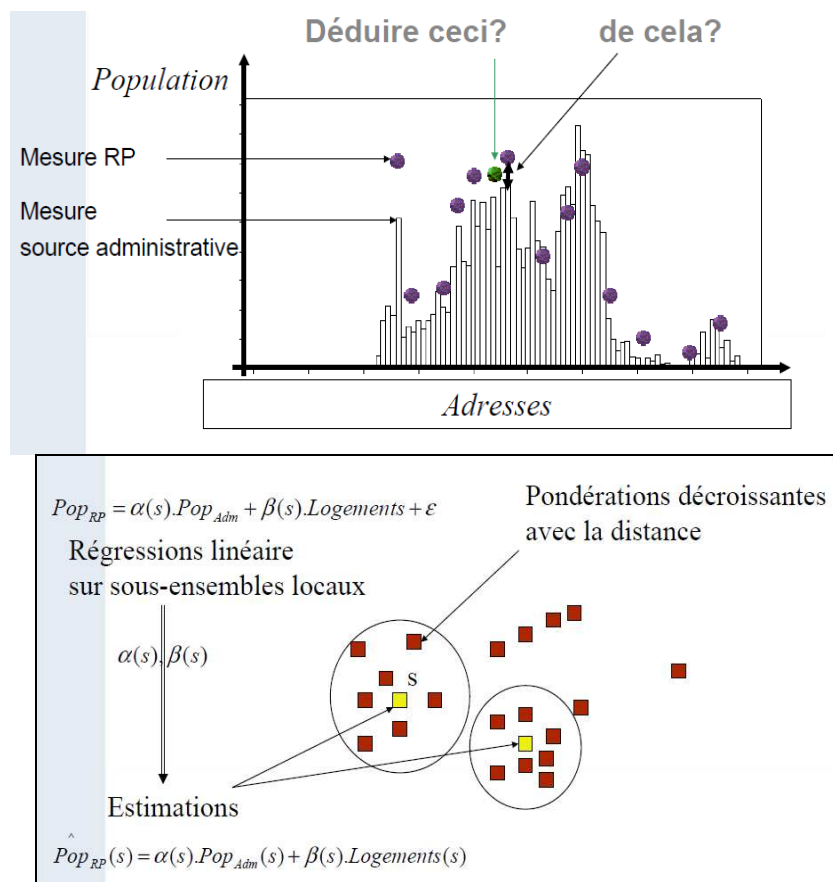 Déduire ceci? de cela?
Population
Mesure RP
Mesure
source administrative
Adresses
Pop_RP = α(s).Pop_Adm + β(s).Logements + ε
Pondérations décroissantes
avec la distance
Régressions linéaire
sur sous-ensembles locaux
α(s), β(s)
s
Estimations
P̂op_RP(s) = α(s).Pop_Adm(s) + β(s).Logements(s)